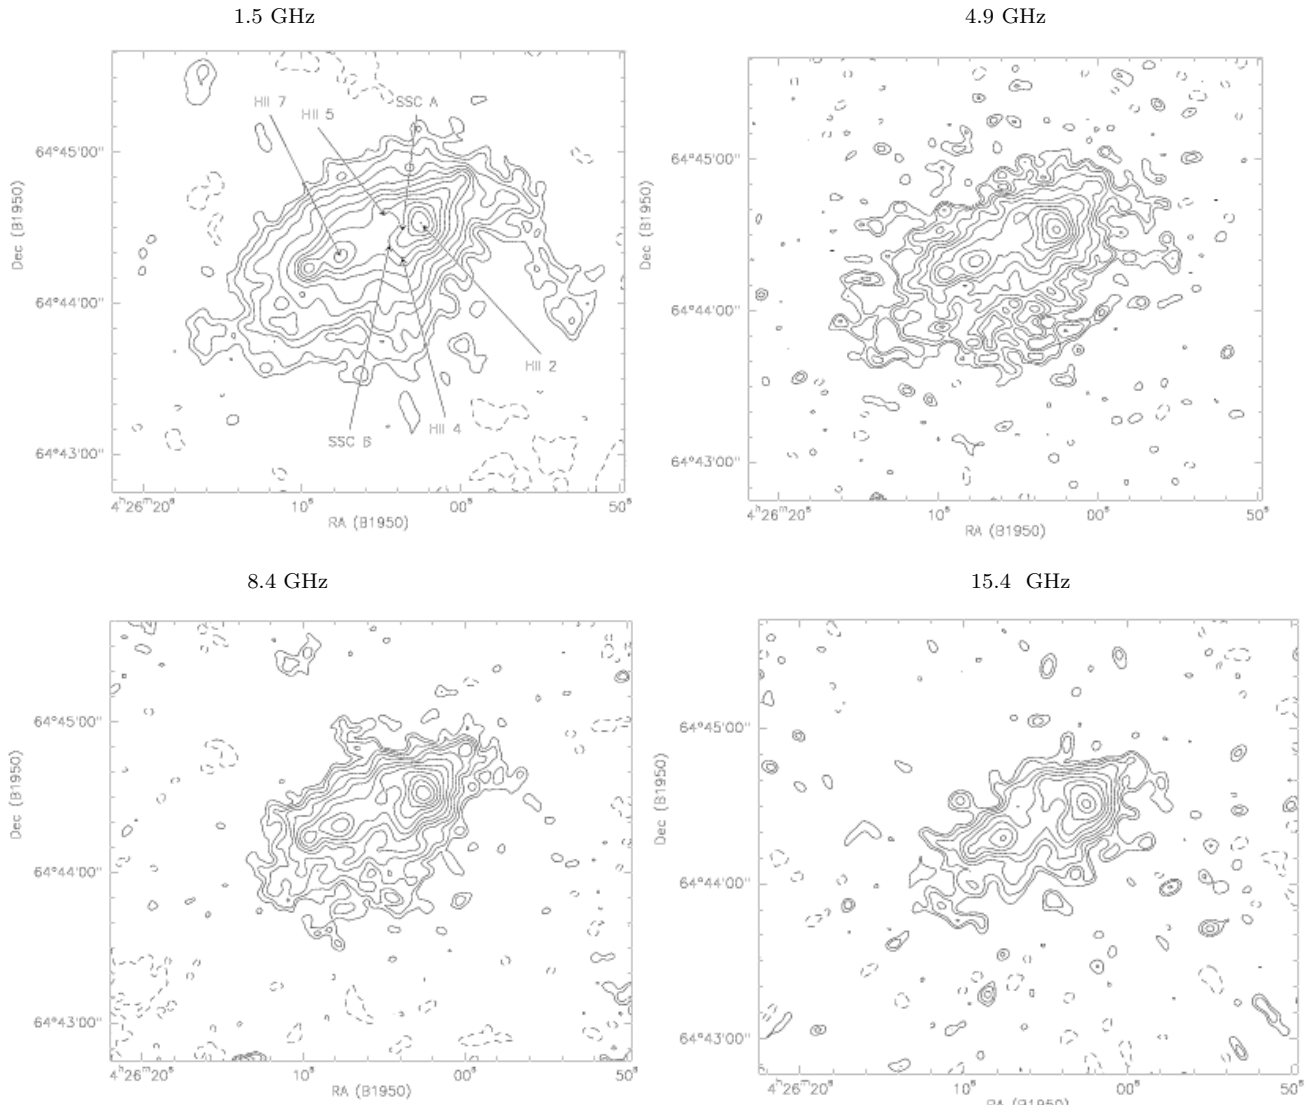 1.5 GHz
4.9 GHz
HII 7
HII 5
SSC A
64°45'00"
64°44'00"
64°43'00"
Dec (B1950)
HII 2
SSC B
HII 4
4ʰ26ᵐ20ˢ
10ˢ
00ˢ
50ˢ
RA (B1950)
64°45'00"
64°44'00"
64°43'00"
Dec (B1950)
4ʰ26ᵐ20ˢ
10ˢ
00ˢ
50ˢ
RA (B1950)
8.4 GHz
15.4 GHz
64°45'00"
64°44'00"
64°43'00"
Dec (B1950)
4ʰ26ᵐ20ˢ
10ˢ
00ˢ
50ˢ
RA (B1950)
64°45'00"
64°44'00"
64°43'00"
Dec (B1950)
4ʰ26ᵐ20ˢ
10ˢ
00ˢ
50ˢ
RA (B1950)